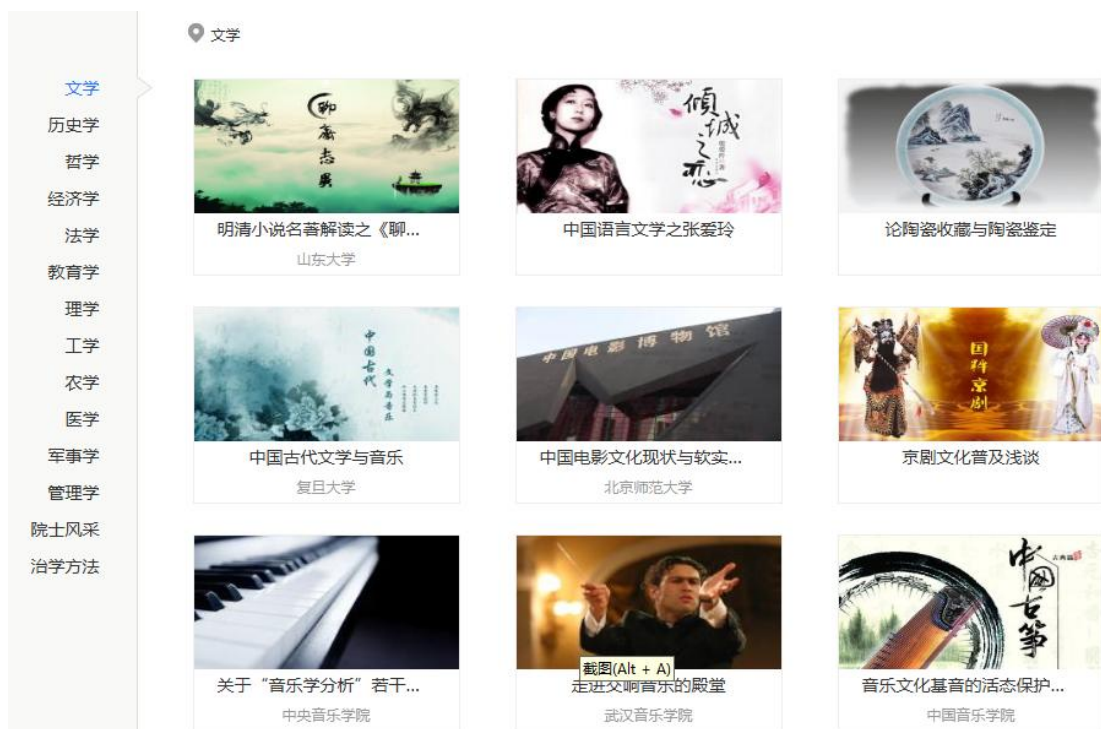 文学
文学
历史学
哲学
经济学
法学
教育学
理学
工学
农学
医学
军事学
管理学
院士风采
治学方法
聊斋志异
明清小说名著解读之《聊...
山东大学
倾城之恋
中国语言文学之张爱玲
论陶瓷收藏与陶瓷鉴定
中国古代
文学与音乐
中国古代文学与音乐
复旦大学
中国电影博物馆
中国电影文化现状与软实...
北京师范大学
国粹京剧
京剧文化普及浅谈
关于“音乐学分析”若干...
中央音乐学院
截图(Alt + A)
走进交响音乐的殿堂
武汉音乐学院
中国古筝
古典篇
音乐文化基音的活态保护...
中国音乐学院